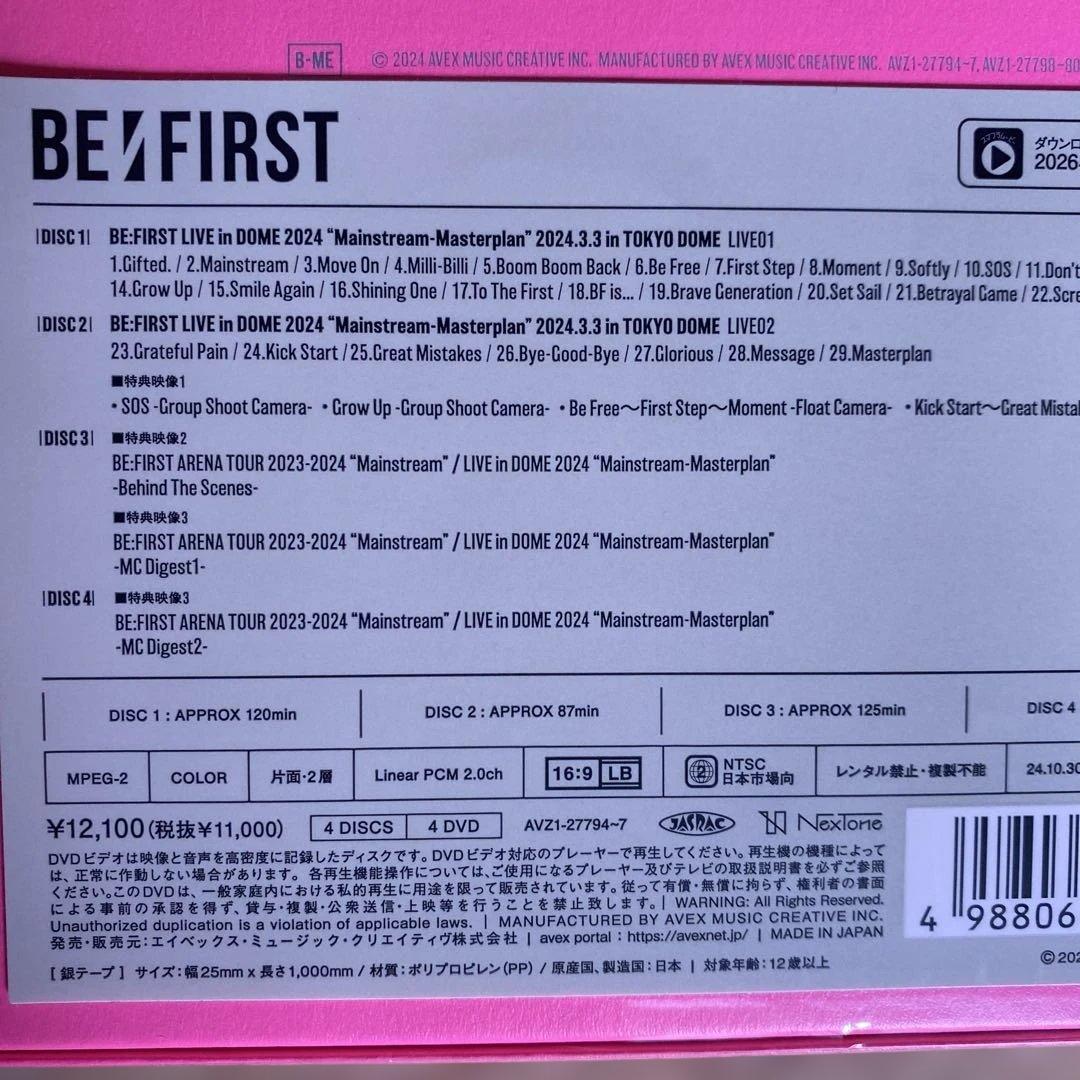 B-ME © 2024 AVEX MUSIC CREATIVE INC. MANUFACTURED BY AVEX MUSIC CREATIVE INC. AVZ1-27794~7, AVZ1-27798~80
BE:FIRST
スマプラムービー
ダウンロ
2026
|DISC 1| BE:FIRST LIVE in DOME 2024 “Mainstream-Masterplan” 2024.3.3 in TOKYO DOME LIVE01
1.Gifted. / 2.Mainstream / 3.Move On / 4.Milli-Billi / 5.Boom Boom Back / 6.Be Free / 7.First Step / 8.Moment / 9.Softly / 10.SOS / 11.Don't
14.Grow Up / 15.Smile Again / 16.Shining One / 17.To The First / 18.BF is... / 19.Brave Generation / 20.Set Sail / 21.Betrayal Game / 22.Scre
|DISC 2| BE:FIRST LIVE in DOME 2024 “Mainstream-Masterplan” 2024.3.3 in TOKYO DOME LIVE02
23.Grateful Pain / 24.Kick Start / 25.Great Mistakes / 26.Bye-Good-Bye / 27.Glorious / 28.Message / 29.Masterplan
■特典映像1
・SOS -Group Shoot Camera- ・Grow Up -Group Shoot Camera- ・Be Free～First Step～Moment -Float Camera- ・Kick Start～Great Mistak
|DISC 3| ■特典映像2
BE:FIRST ARENA TOUR 2023-2024 “Mainstream” / LIVE in DOME 2024 “Mainstream-Masterplan”
-Behind The Scenes-
■特典映像3
BE:FIRST ARENA TOUR 2023-2024 “Mainstream” / LIVE in DOME 2024 “Mainstream-Masterplan”
-MC Digest1-
|DISC 4| ■特典映像3
BE:FIRST ARENA TOUR 2023-2024 “Mainstream” / LIVE in DOME 2024 “Mainstream-Masterplan”
-MC Digest2-
DISC 1 : APPROX 120min DISC 2 : APPROX 87min DISC 3 : APPROX 125min DISC 4
MPEG-2 COLOR 片面・2層 Linear PCM 2.0ch 16:9 LB 2 NTSC 日本市場向 レンタル禁止・複製不能 24.10.30
¥12,100(税抜¥11,000) 4 DISCS 4 DVD AVZ1-27794~7 JASRAC NexTone
DVDビデオは映像と音声を高密度に記録したディスクです。DVDビデオ対応のプレーヤーで再生してください。再生機の機種によって
は、正常に作動しない場合があります。各再生機能操作については、ご使用になるプレーヤー及びテレビの取扱説明書を必ずご参照
ください。このDVDは、一般家庭内における私的再生に用途を限って販売されています。従って有償・無償に拘らず、権利者の書面
による事前の承認を得ず、貸与・複製・公衆送信・上映等を行うことを禁止致します。| WARNING: All Rights Reserved.
Unauthorized duplication is a violation of applicable laws. | MANUFACTURED BY AVEX MUSIC CREATIVE INC.
発売・販売元：エイベックス・ミュージック・クリエイティヴ株式会社 | avex portal : https://avexnet.jp/ | MADE IN JAPAN
4 98806
© 202
[ 銀テープ ] サイズ：幅25mm x 長さ1,000mm / 材質：ポリプロピレン(PP) / 原産国、製造国：日本 | 対象年齢：12歳以上